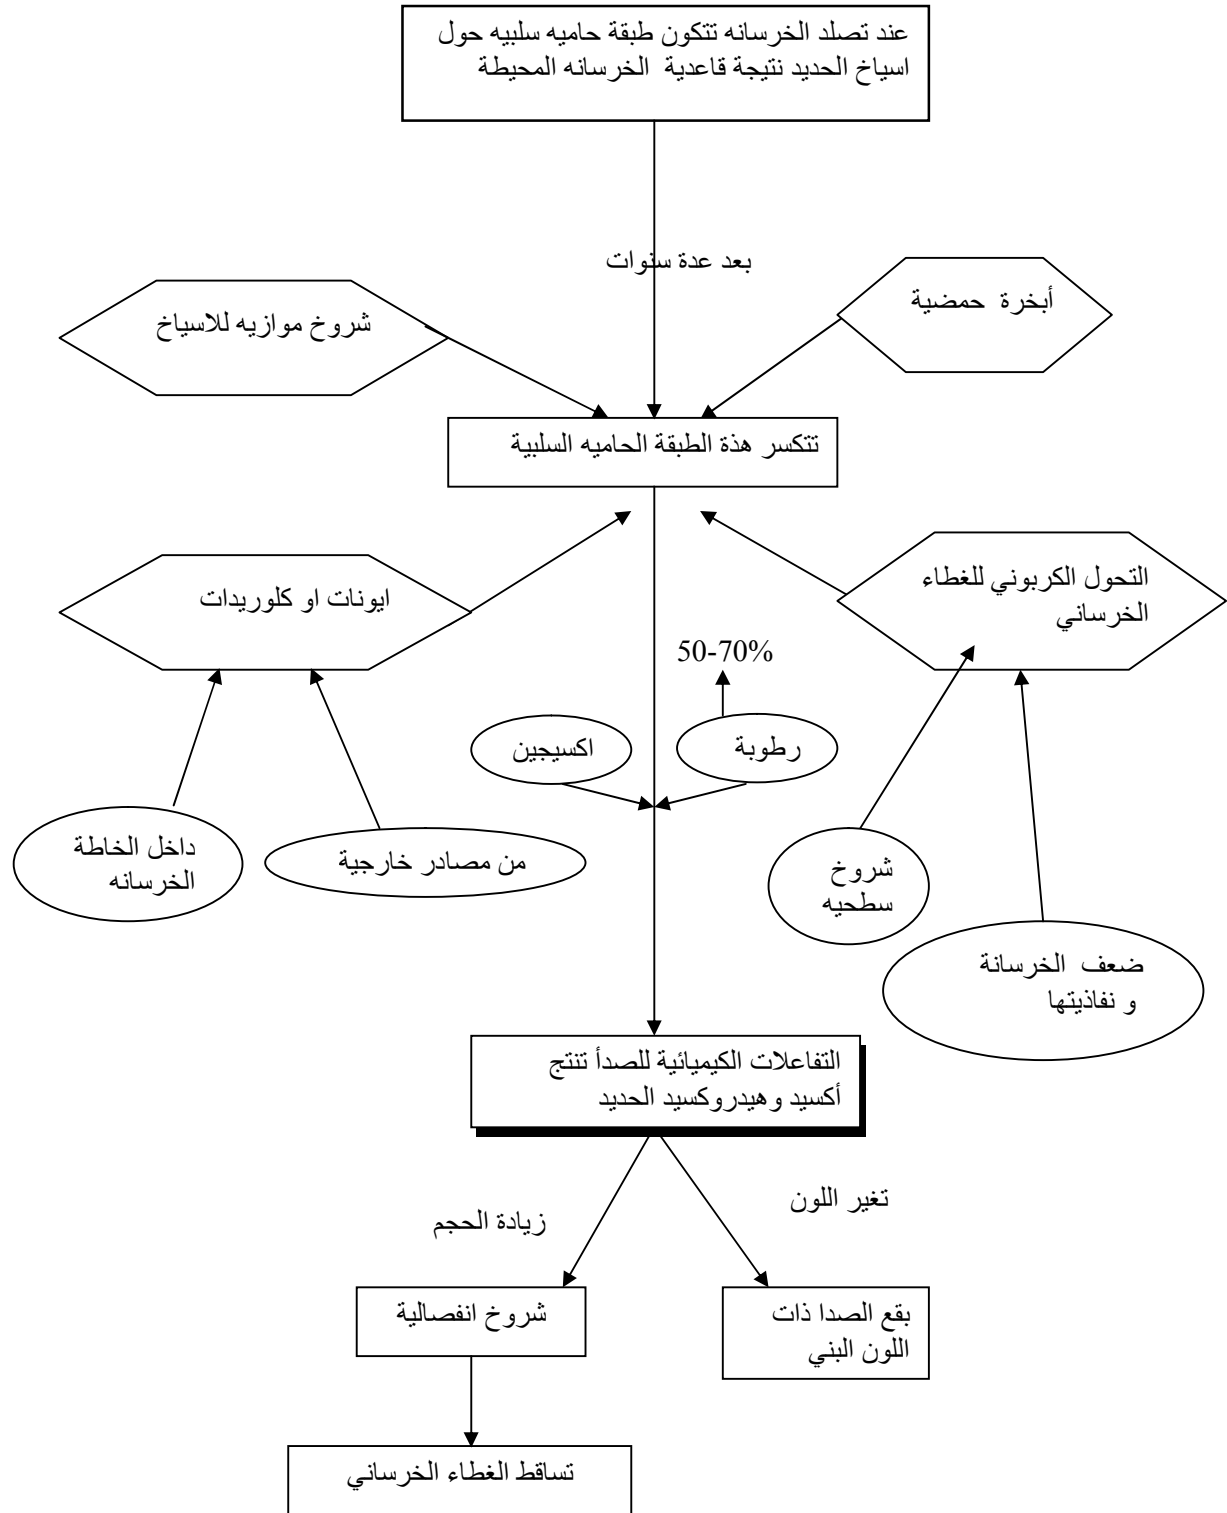 عند تصلد الخرسانه تتكون طبقة حاميه سلبيه حول
اسياخ الحديد نتيجة قاعدية الخرسانه المحيطة
بعد عدة سنوات
أبخرة حمضية
شروخ موازيه للاسياخ
تتكسر هذة الطبقة الحاميه السلبية
التحول الكربوني للغطاء
الخرساني
ايونات او كلوريدات
50-70%
رطوبة
اكسيجين
شروخ
سطحيه
من مصادر خارجية
داخل الخاطة
الخرسانه
ضعف الخرسانة
و نفاذيتها
التفاعلات الكيميائية للصدأ تنتج
أكسيد وهيدروكسيد الحديد
تغير اللون
زيادة الحجم
بقع الصدا ذات
اللون البني
شروخ انفصالية
تساقط الغطاء الخرساني